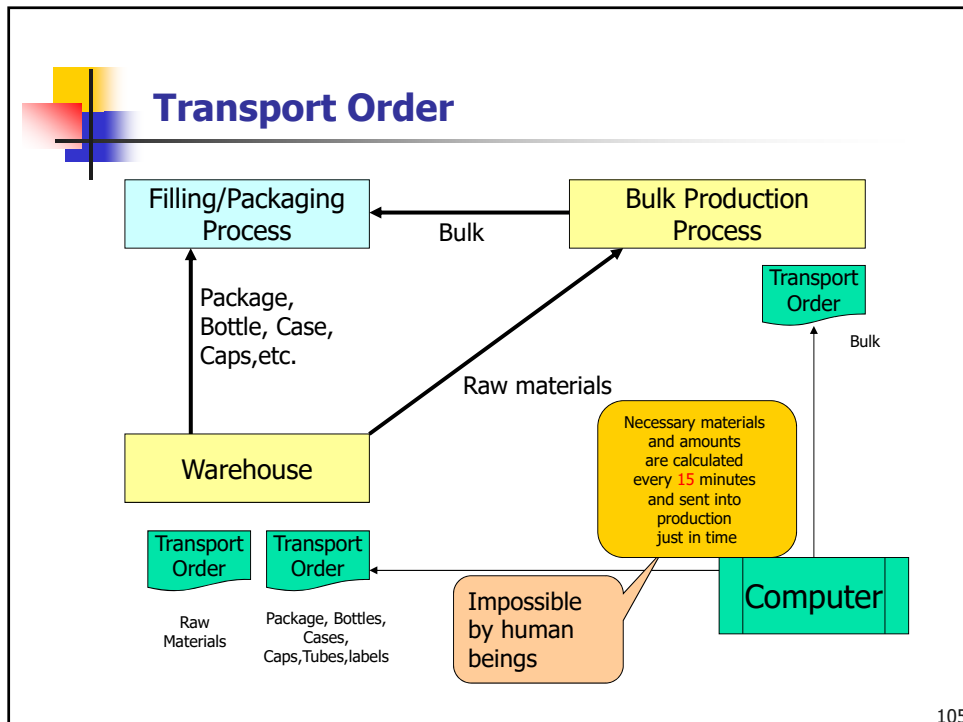 Transport Order
Filling/Packaging
Process
Bulk Production
Process
Bulk
Transport
Order
Bulk
Package,
Bottle, Case,
Caps,etc.
Raw materials
Necessary materials
and amounts
are calculated
every 15 minutes
and sent into
production
just in time
Warehouse
Transport
Order
Transport
Order
Raw
Materials
Package, Bottles,
Cases,
Caps,Tubes,labels
Impossible
by human
beings
Computer
105